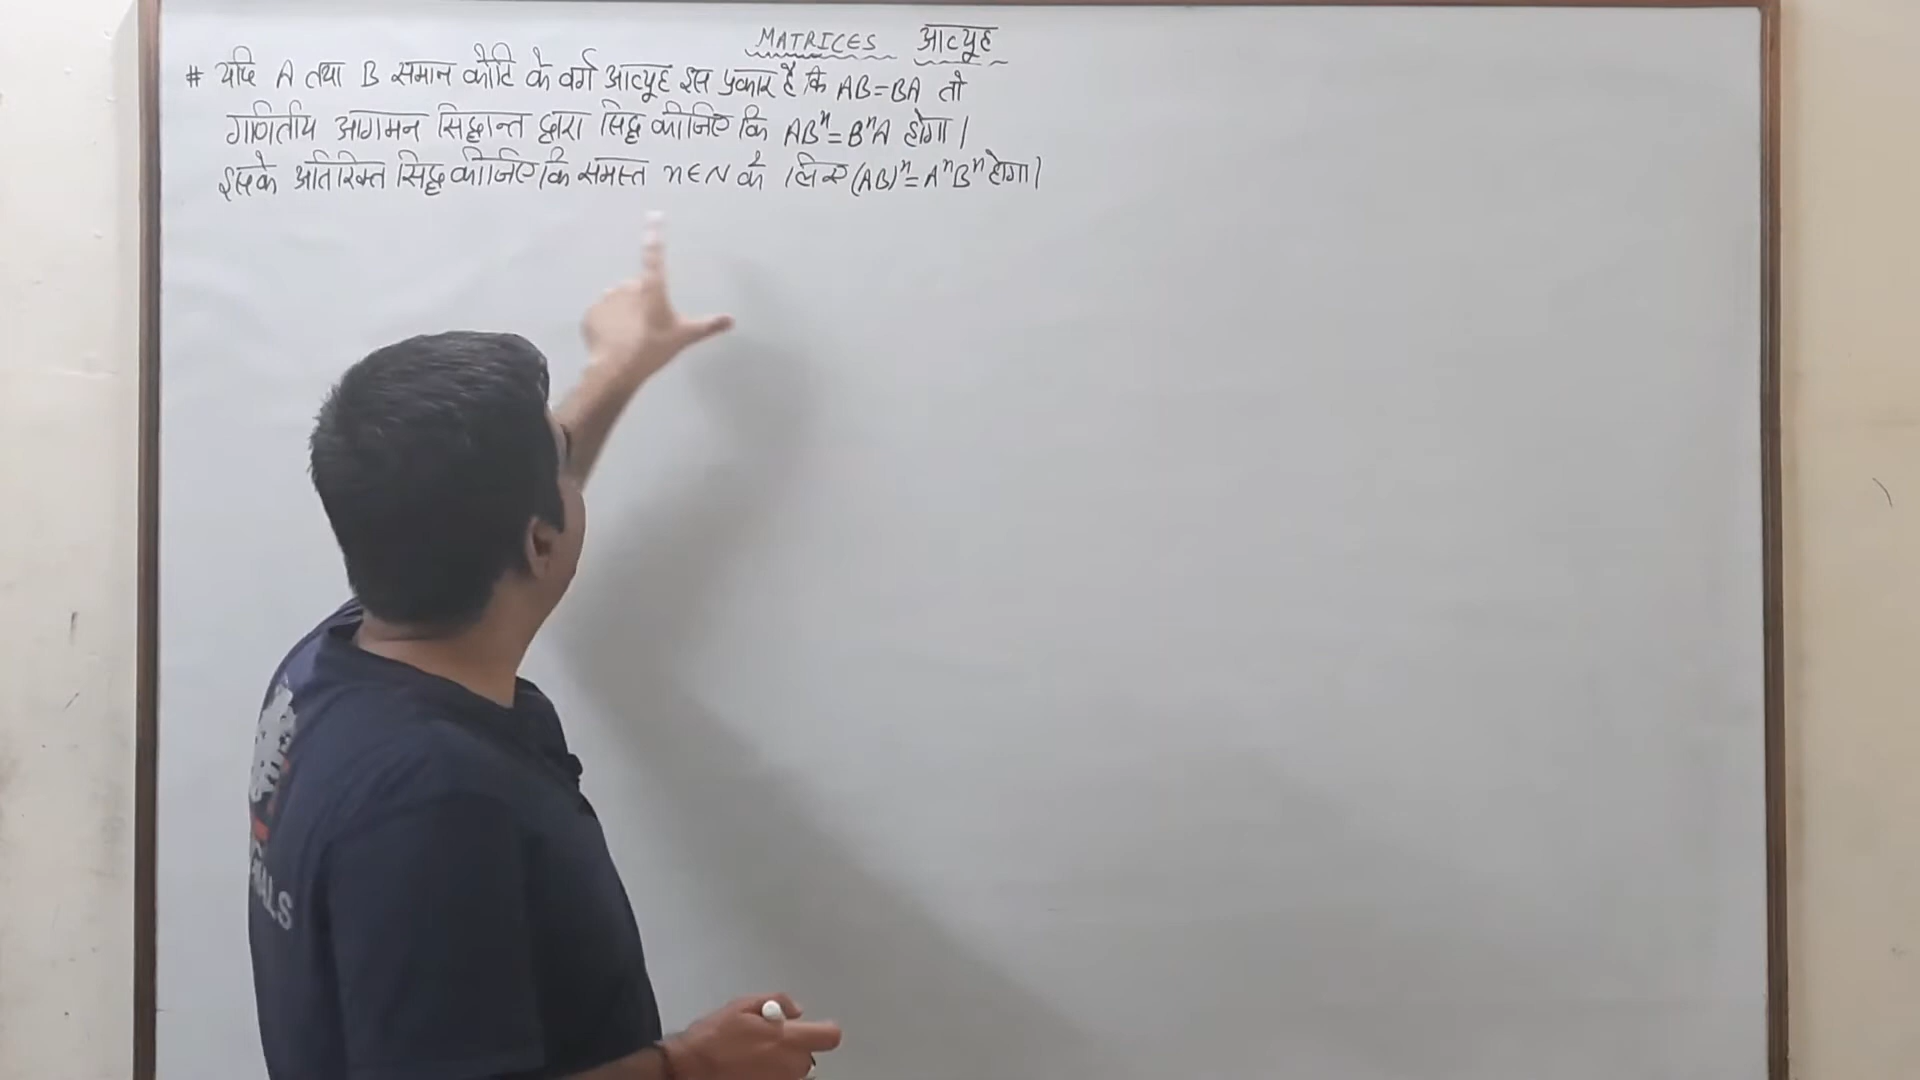 MATRICES आव्यूह
# यदि A तथा B समान कोटि के वर्ग आव्यूह इस प्रकार हैं कि AB=BA तो
गणितीय आगमन सिद्धान्त द्वारा सिद्ध कीजिए कि ABⁿ=BⁿA होगा।
इसके अतिरिक्त सिद्ध कीजिए कि समस्त n∈N के लिए (AB)ⁿ=AⁿBⁿ होगा।